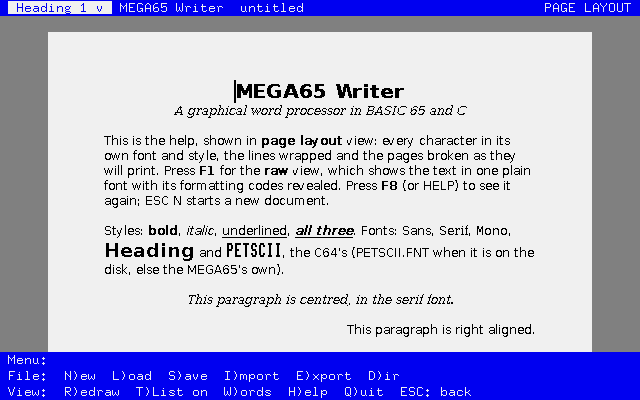 Heading 1 v MEGA65 Writer untitled PAGE LAYOUT
MEGA65 Writer
A graphical word processor in BASIC 65 and C
This is the help, shown in page layout view: every character in its
own font and style, the lines wrapped and the pages broken as they
will print. Press F1 for the raw view, which shows the text in one plain
font with its formatting codes revealed. Press F8 (or HELP) to see it
again; ESC N starts a new document.
Styles: bold, italic, underlined, all three. Fonts: Sans, Serif, Mono,
Heading and PETSCII, the C64's (PETSCII.FNT when it is on the
disk, else the MEGA65's own).
This paragraph is centred, in the serif font.
This paragraph is right aligned.
Menu:
File: N)ew L)oad S)ave I)mport E)xport D)ir
View: R)edraw T)List on W)ords H)elp Q)uit ESC: back